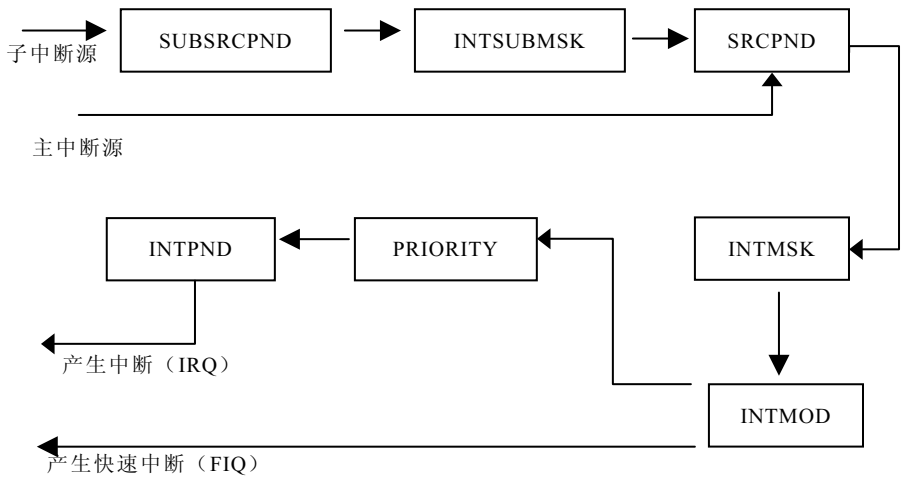 子中断源
SUBSRCPND
INTSUBMSK
SRCPND
主中断源
INTPND
PRIORITY
INTMSK
产生中断（IRQ）
INTMOD
产生快速中断（FIQ）